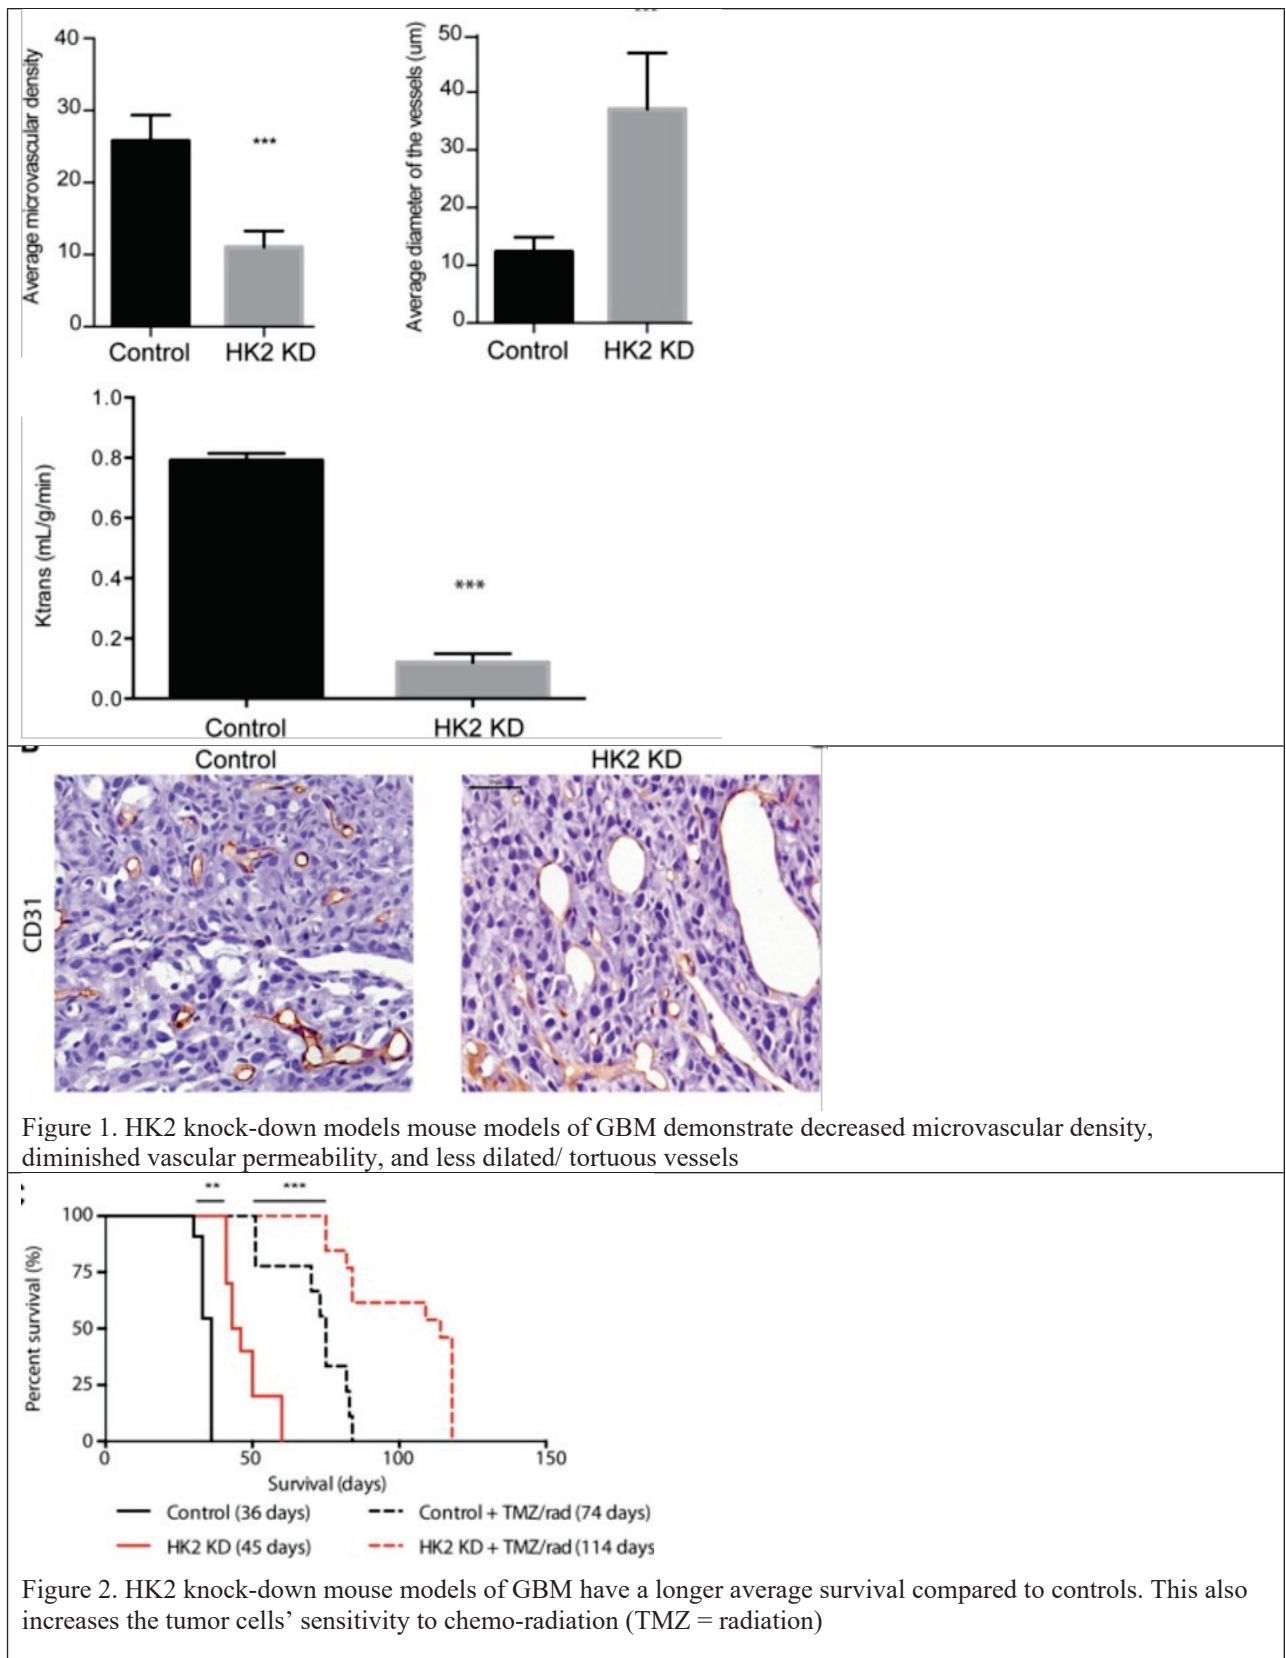 Average microvascular density
40
30
20
10
0
***
Control HK2 KD
Average diameter of the vessels (um)
50
40
30
20
10
0
Control HK2 KD
Ktrans (mL/g/min)
1.0
0.8
0.6
0.4
0.2
0.0
***
Control HK2 KD
Control HK2 KD
CD31
Figure 1. HK2 knock-down models mouse models of GBM demonstrate decreased microvascular density,
diminished vascular permeability, and less dilated/ tortuous vessels
** ***
Percent survival (%)
100
75
50
25
0
0 50 100 150
Survival (days)
Control (36 days) Control + TMZ/rad (74 days)
HK2 KD (45 days) HK2 KD + TMZ/rad (114 days
Figure 2. HK2 knock-down mouse models of GBM have a longer average survival compared to controls. This also
increases the tumor cells’ sensitivity to chemo-radiation (TMZ = radiation)